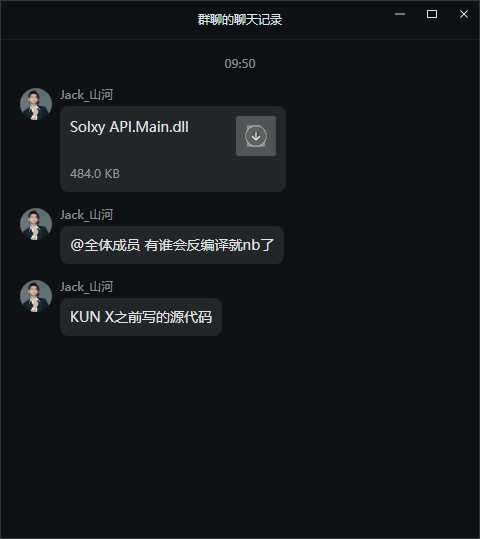 群聊的聊天记录
09:50
Jack_山河
Solxy API.Main.dll
484.0 KB
Jack_山河
@全体成员 有谁会反编译就nb了
Jack_山河
KUN X之前写的源代码